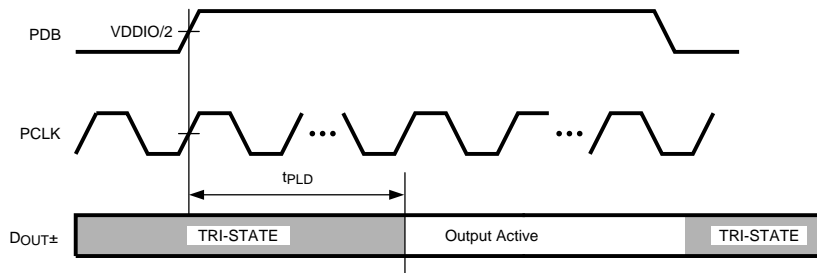 PDB
VDDIO/2
PCLK
tPLD
DOUT±
TRI-STATE
Output Active
TRI-STATE